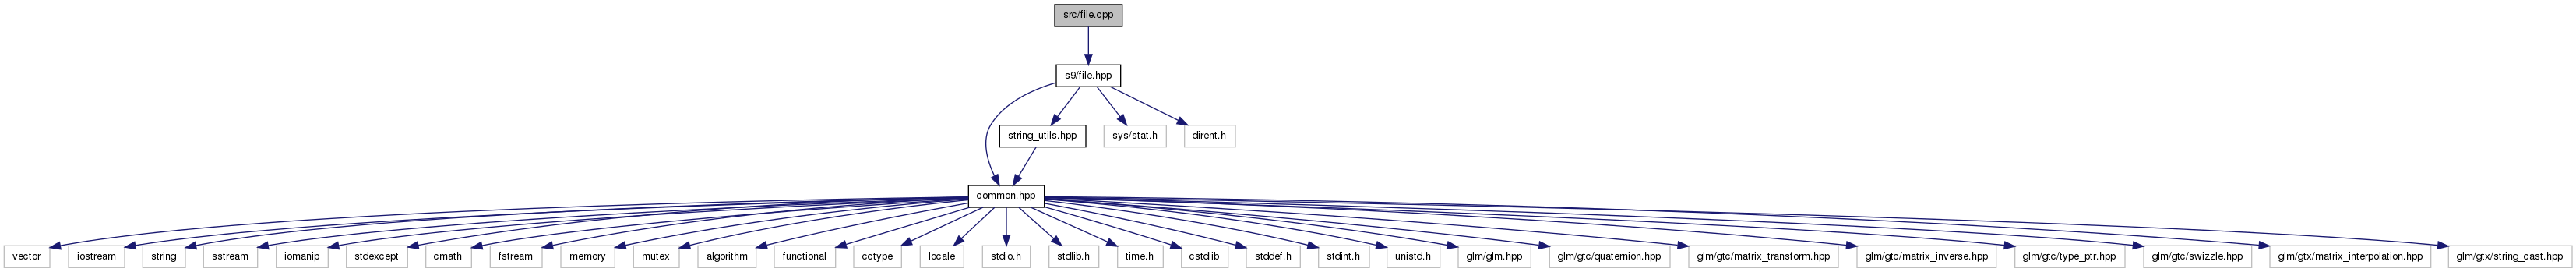 src/file.cpp
s9/file.hpp
string_utils.hpp
sys/stat.h
dirent.h
common.hpp
vector
iostream
string
sstream
iomanip
stdexcept
cmath
fstream
memory
mutex
algorithm
functional
cctype
locale
stdio.h
stdlib.h
time.h
cstdlib
stddef.h
stdint.h
unistd.h
glm/glm.hpp
glm/gtc/quaternion.hpp
glm/gtc/matrix_transform.hpp
glm/gtc/matrix_inverse.hpp
glm/gtc/type_ptr.hpp
glm/gtc/swizzle.hpp
glm/gtx/matrix_interpolation.hpp
glm/gtx/string_cast.hpp